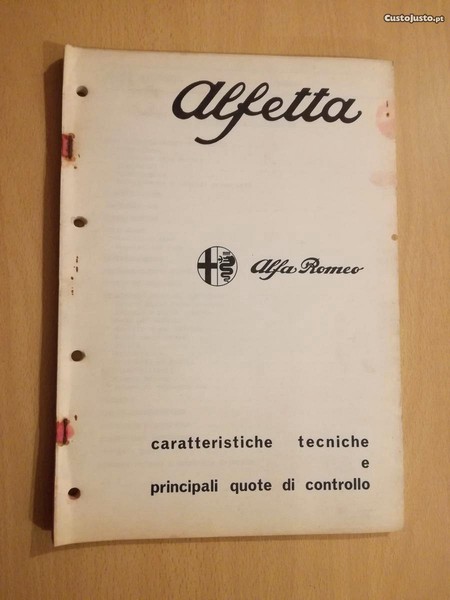 CustoJusto.pt
Alfetta
Alfa Romeo
caratteristiche tecniche
e
principali quote di controllo